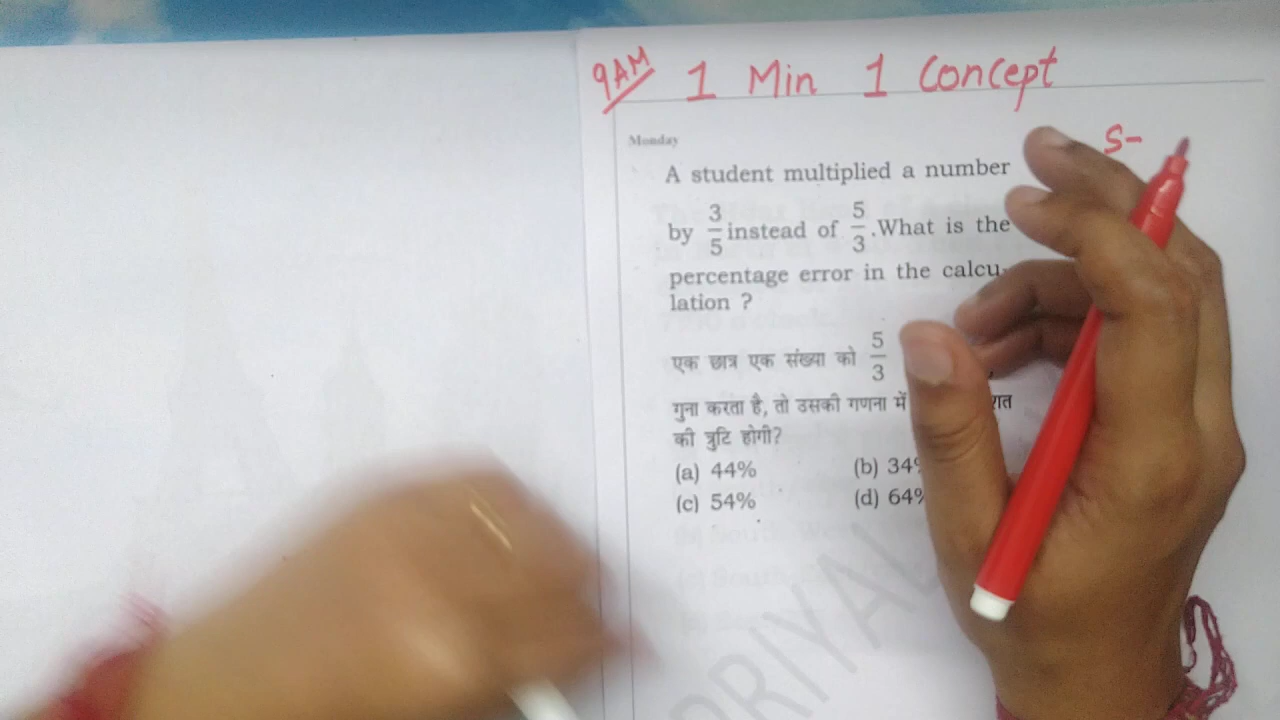 9AM 1 Min 1 Concept
S-
Monday
A student multiplied a number
by 3/5 instead of 5/3 .What is the
percentage error in the calcu-
lation ?
एक छात्र एक संख्या को 5/3
गुना करता है, तो उसकी गणना में
की त्रुटि होगी?
(a) 44% (b) 34%
(c) 54% (d) 64%
PRIYAL